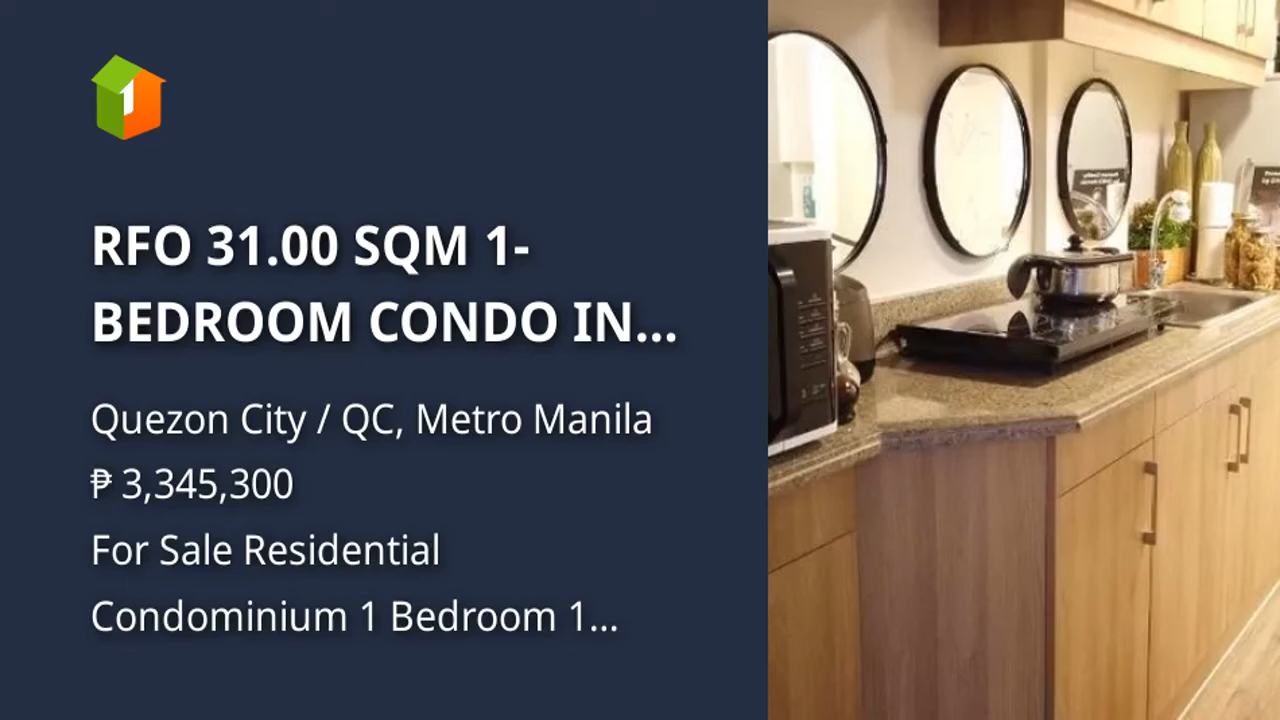 RFO 31.00 SQM 1-
BEDROOM CONDO IN...
Quezon City / QC, Metro Manila
₱ 3,345,300
For Sale Residential
Condominium 1 Bedroom 1...